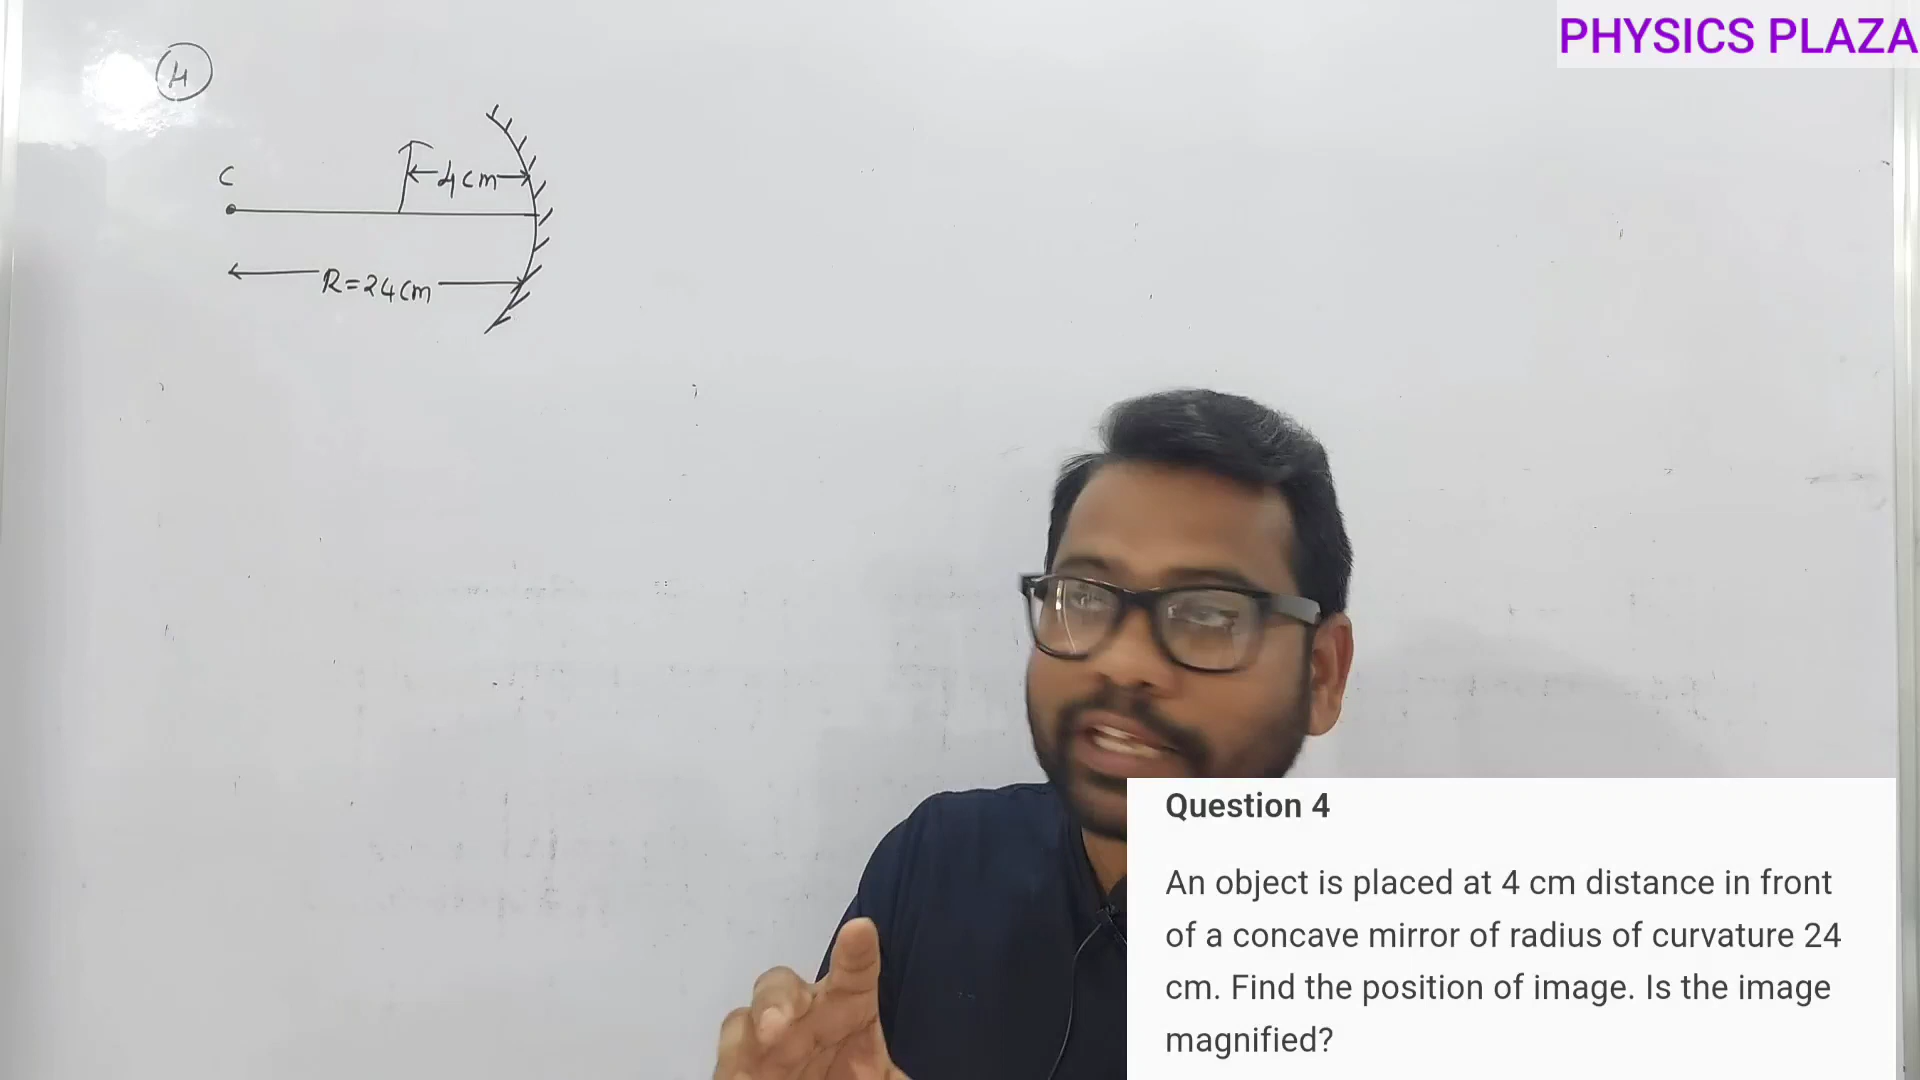 PHYSICS PLAZA
4
C
4cm
R=24cm
Question 4
An object is placed at 4 cm distance in front
of a concave mirror of radius of curvature 24
cm. Find the position of image. Is the image
magnified?